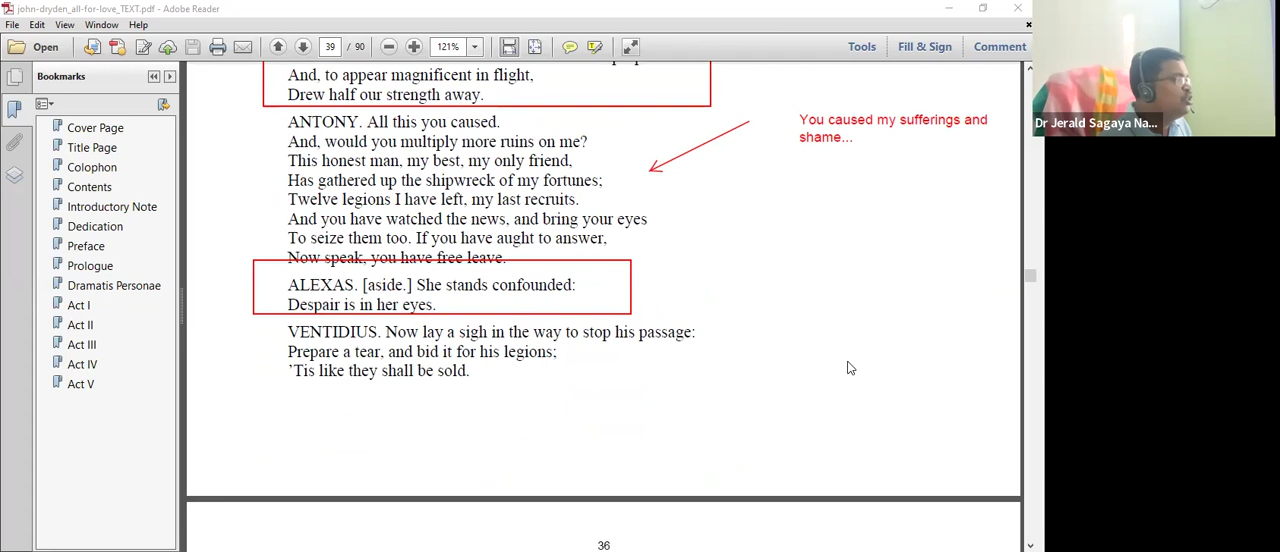 john-dryden_all-for-love_TEXT.pdf - Adobe Reader
File Edit View Window Help
Open 39 / 90 121% Tools Fill & Sign Comment
Bookmarks
Cover Page
Title Page
Colophon
Contents
Introductory Note
Dedication
Preface
Prologue
Dramatis Personae
Act I
Act II
Act III
Act IV
Act V
And, to appear magnificent in flight,
Drew half our strength away.
ANTONY. All this you caused.
And, would you multiply more ruins on me?
This honest man, my best, my only friend,
Has gathered up the shipwreck of my fortunes;
Twelve legions I have left, my last recruits.
And you have watched the news, and bring your eyes
To seize them too. If you have aught to answer,
Now speak, you have free leave.
ALEXAS. [aside.] She stands confounded:
Despair is in her eyes.
VENTIDIUS. Now lay a sigh in the way to stop his passage:
Prepare a tear, and bid it for his legions;
’Tis like they shall be sold.
36
You caused my sufferings and
shame...
Dr Jerald Sagaya Na...